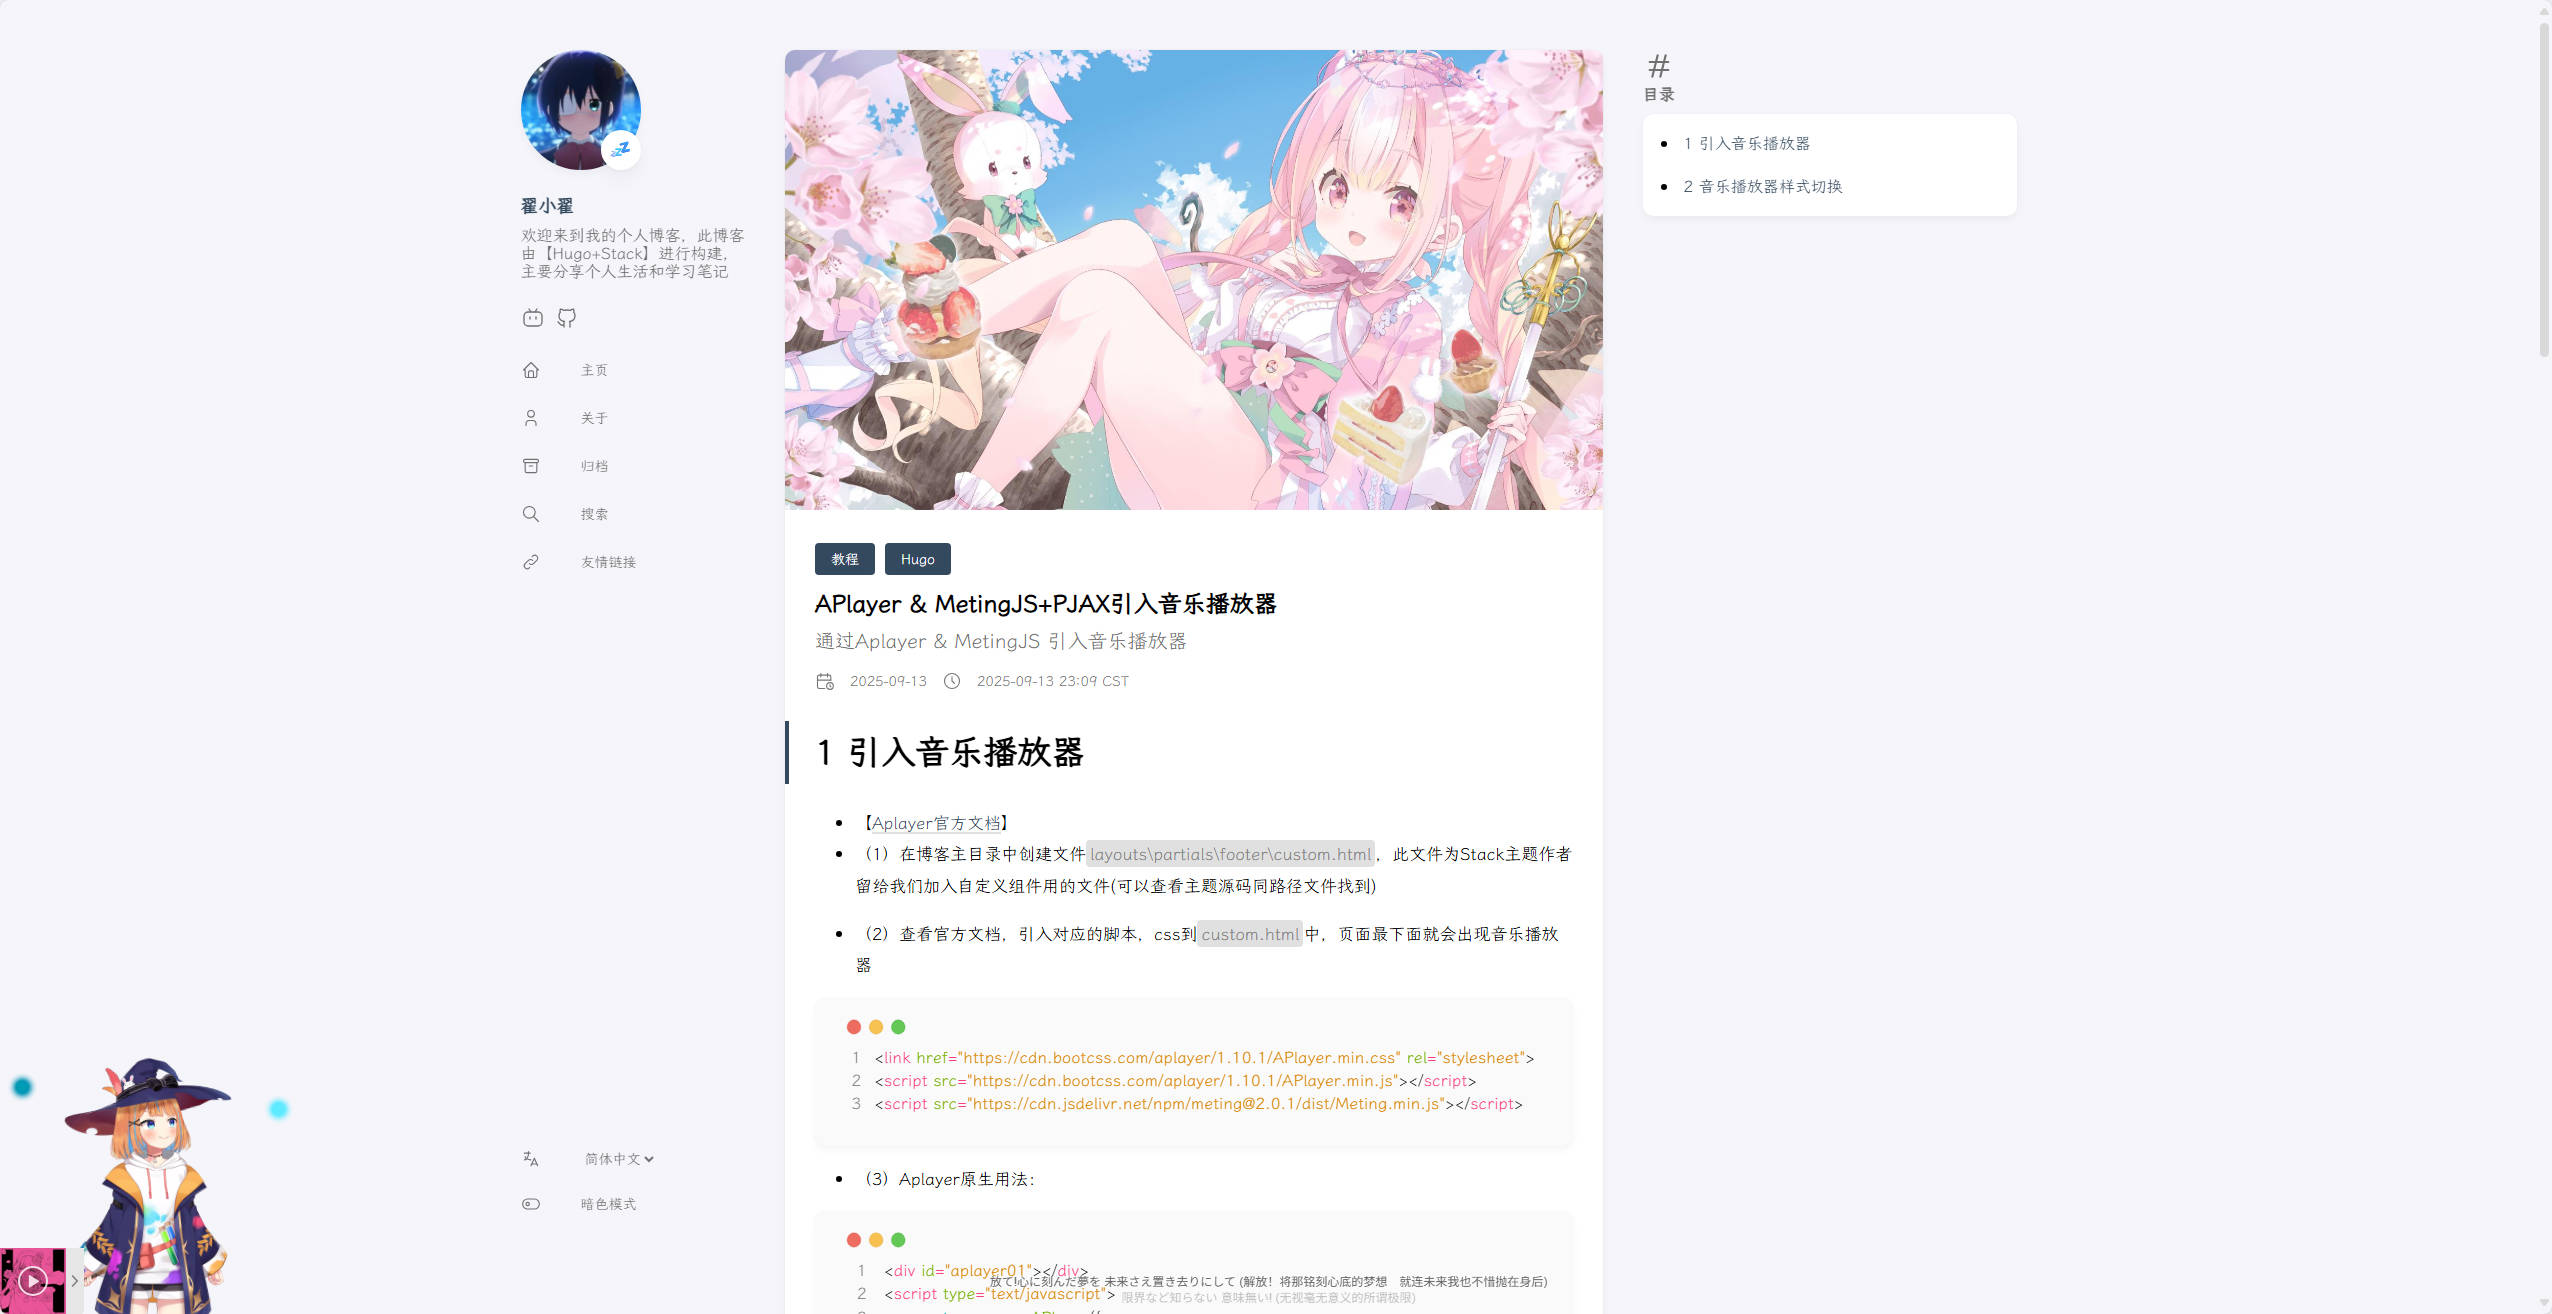 翟小翟
欢迎来到我的个人博客，此博客
由【Hugo+Stack】进行构建，
主要分享个人生活和学习笔记
主页
关于
归档
搜索
友情链接
简体中文
暗色模式
教程
Hugo
APlayer & MetingJS+PJAX引入音乐播放器
通过Aplayer & MetingJS 引入音乐播放器
2025-09-13
2025-09-13 23:09 CST
1 引入音乐播放器
【Aplayer官方文档】
（1）在博客主目录中创建文件layouts\partials\footer\custom.html，此文件为Stack主题作者
留给我们加入自定义组件用的文件(可以查看主题源码同路径文件找到)
（2）查看官方文档，引入对应的脚本，css到custom.html中，页面最下面就会出现音乐播放
器
1 <link href="https://cdn.bootcss.com/aplayer/1.10.1/APlayer.min.css" rel="stylesheet">
2 <script src="https://cdn.bootcss.com/aplayer/1.10.1/APlayer.min.js"></script>
3 <script src="https://cdn.jsdelivr.net/npm/meting@2.0.1/dist/Meting.min.js"></script>
（3）Aplayer原生用法：
1 <div id="aplayer01"></div>
放て!心に刻んだ夢を 未来さえ置き去りにして (解放！将那铭刻心底的梦想 就连未来我也不惜抛在身后)
2 <script type="text/javascript">
限界など知らない 意味無い! (无视毫无意义的所谓极限)
#
目录
1 引入音乐播放器
2 音乐播放器样式切换